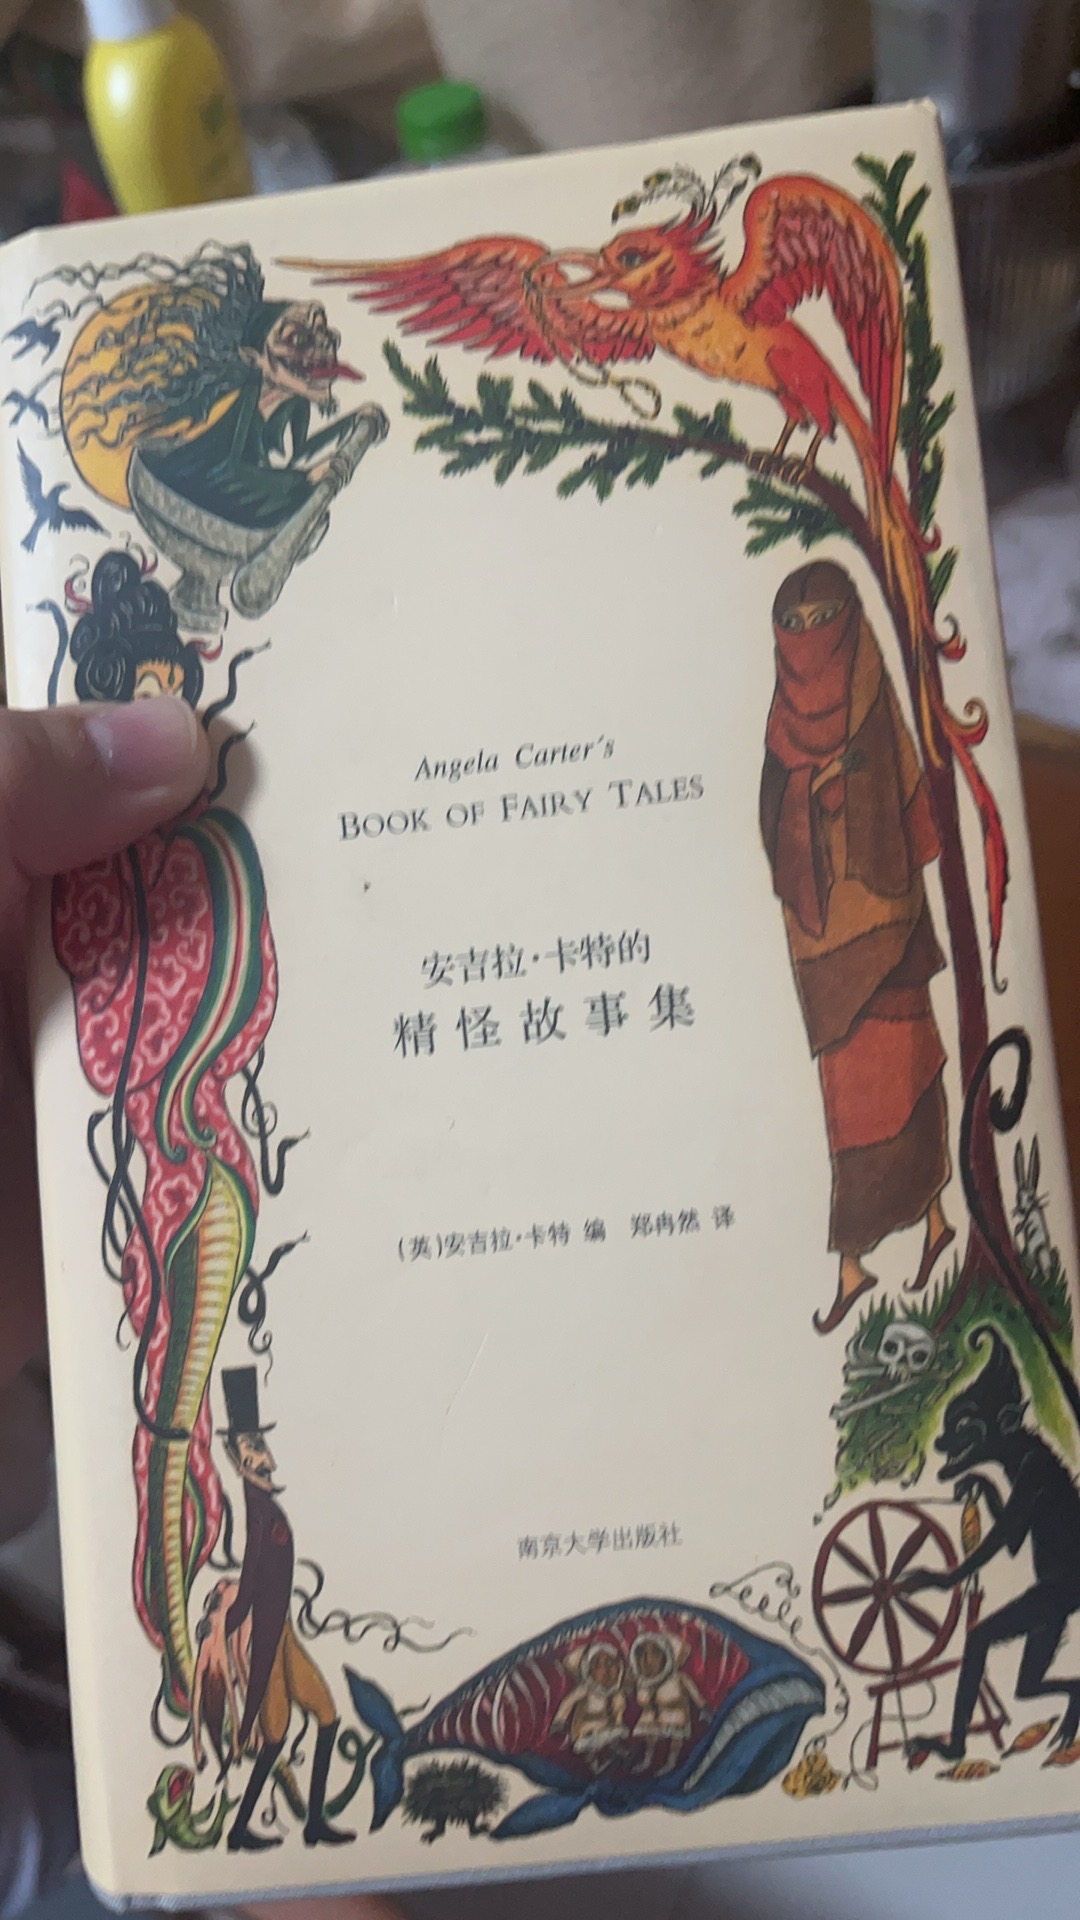 Angela Carter's
BOOK OF FAIRY TALES
安吉拉·卡特的
精怪故事集
(英)安吉拉·卡特 编 郑冉然 译
南京大学出版社